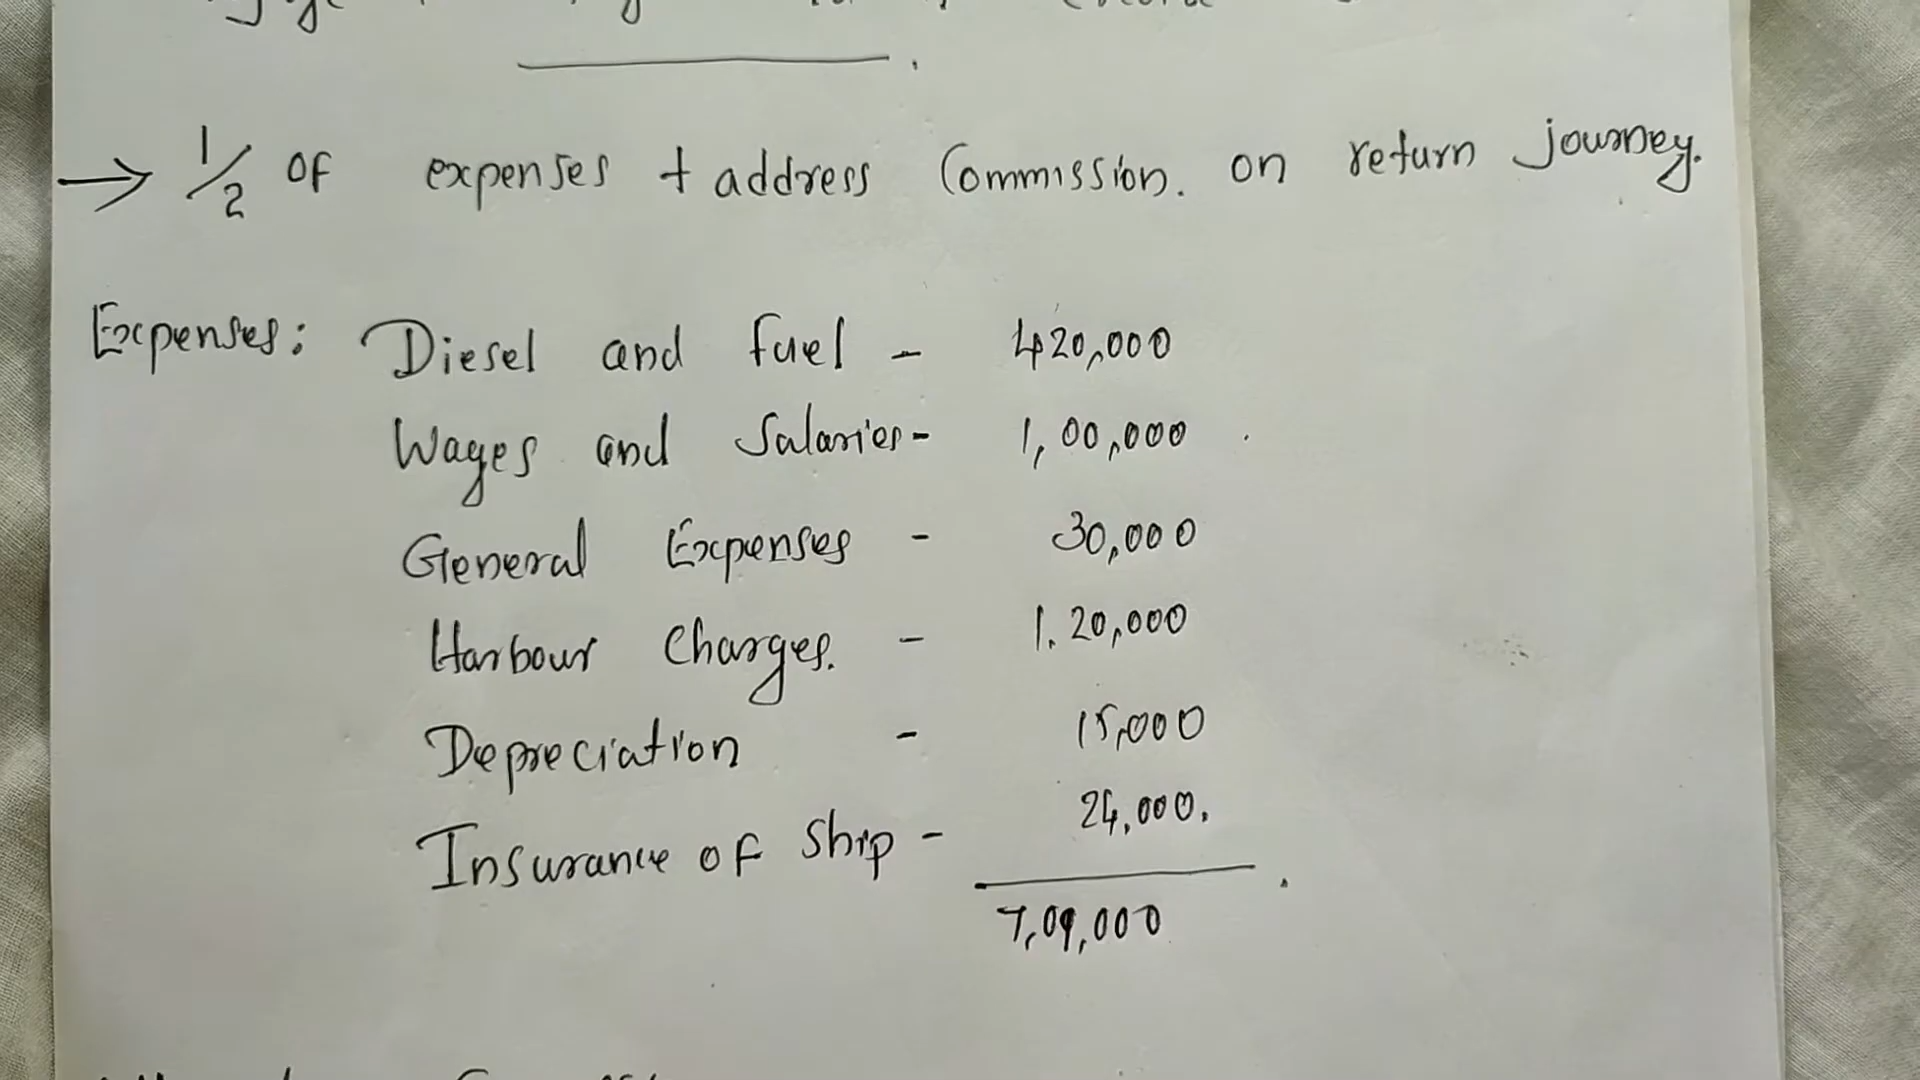 → 1/2 of expenses + address Commission. on return journey.
Expenses: Diesel and fuel - 420,000
Wages and Salaries - 1,00,000
General Expenses - 30,000
Harbour Charges. - 1.20,000
Depreciation - 15,000
Insurance of Ship - 24,000.
7,09,000